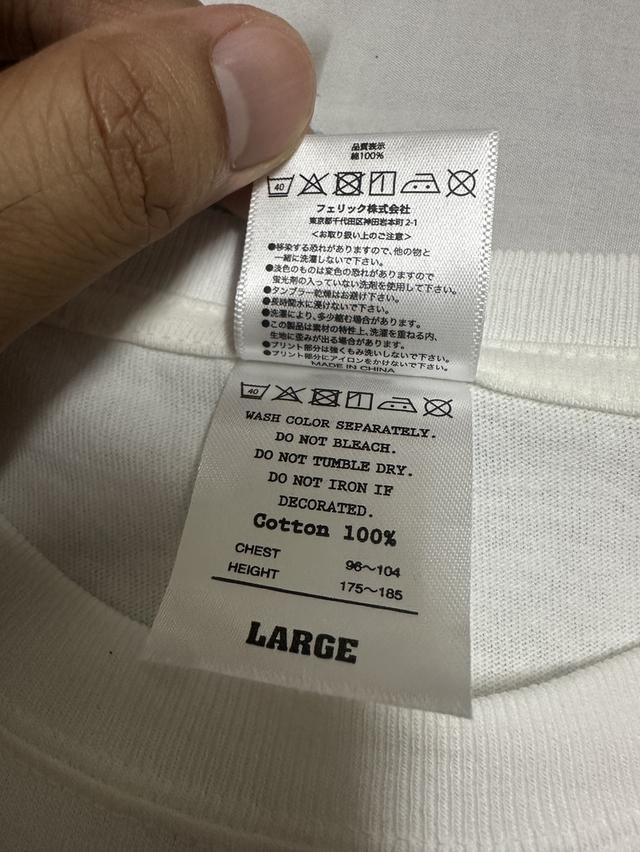 品質表示
綿100%
40
フェリック株式会社
東京都千代田区神田岩本町2-1
<お取り扱い上のご注意>
●移染する恐れがありますので、他の物と
一緒に洗濯しないで下さい。
●淡色のものは変色の恐れがありますので
蛍光剤の入っていない洗剤を使用して下さい。
●タンブラー乾燥はお避け下さい。
●長時間水に浸けないで下さい。
●洗濯により、多少縮む場合があります。
●この製品は素材の特性上、洗濯を重ねる内、
生地に歪みが出る場合があります。
●プリント部分は強くもみ洗いしないで下さい。
●プリント部分にアイロンをかけないで下さい。
MADE IN CHINA
40
WASH COLOR SEPARATELY.
DO NOT BLEACH.
DO NOT TUMBLE DRY.
DO NOT IRON IF
DECORATED.
Cotton 100%
CHEST 96～104
HEIGHT 175～185
LARGE